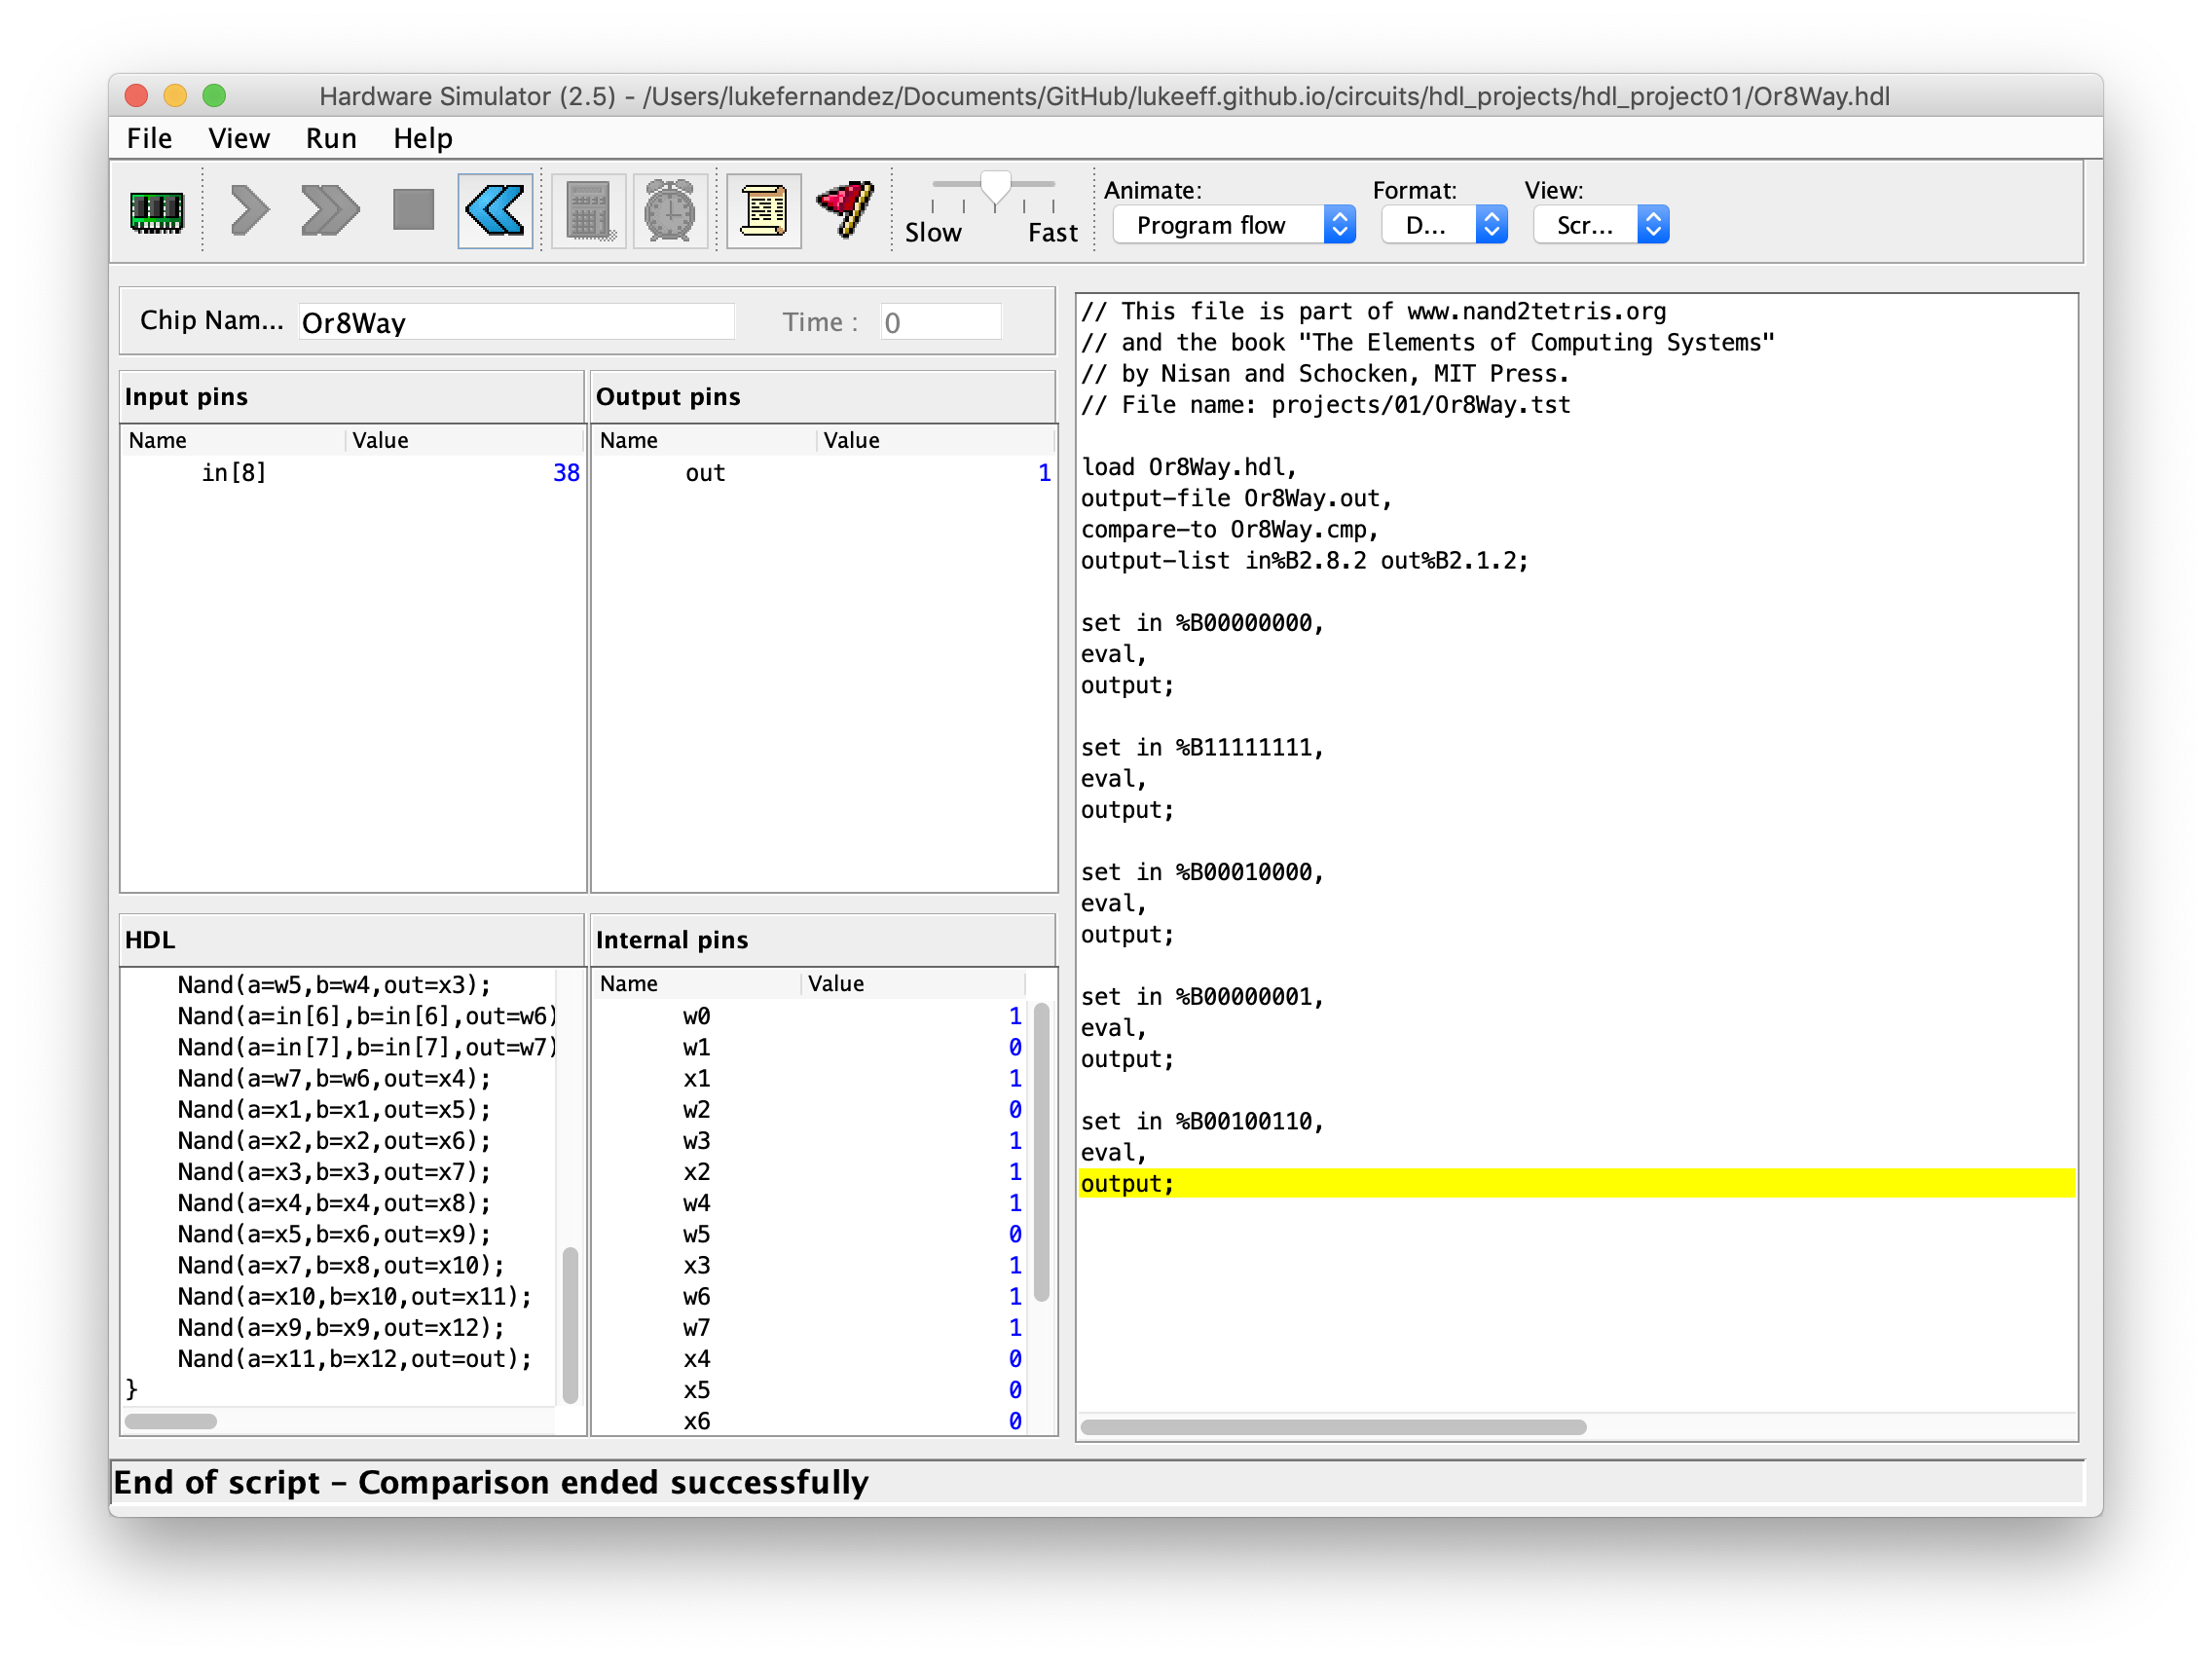 Hardware Simulator (2.5) - /Users/lukefernandez/Documents/GitHub/lukeeff.github.io/circuits/hdl_projects/hdl_project01/Or8Way.hdl
File View Run Help
Slow Fast
Animate: Format: View:
Program flow D... Scr...
Chip Nam... Or8Way Time : 0
Input pins
Name Value
in[8] 38
Output pins
Name Value
out 1
HDL
Nand(a=w5,b=w4,out=x3);
Nand(a=in[6],b=in[6],out=w6)
Nand(a=in[7],b=in[7],out=w7)
Nand(a=w7,b=w6,out=x4);
Nand(a=x1,b=x1,out=x5);
Nand(a=x2,b=x2,out=x6);
Nand(a=x3,b=x3,out=x7);
Nand(a=x4,b=x4,out=x8);
Nand(a=x5,b=x6,out=x9);
Nand(a=x7,b=x8,out=x10);
Nand(a=x10,b=x10,out=x11);
Nand(a=x9,b=x9,out=x12);
Nand(a=x11,b=x12,out=out);
}
Internal pins
Name Value
w0 1
w1 0
x1 1
w2 0
w3 1
x2 1
w4 1
w5 0
x3 1
w6 1
w7 1
x4 0
x5 0
x6 0
// This file is part of www.nand2tetris.org
// and the book "The Elements of Computing Systems"
// by Nisan and Schocken, MIT Press.
// File name: projects/01/Or8Way.tst
load Or8Way.hdl,
output-file Or8Way.out,
compare-to Or8Way.cmp,
output-list in%B2.8.2 out%B2.1.2;
set in %B00000000,
eval,
output;
set in %B11111111,
eval,
output;
set in %B00010000,
eval,
output;
set in %B00000001,
eval,
output;
set in %B00100110,
eval,
output;
End of script – Comparison ended successfully